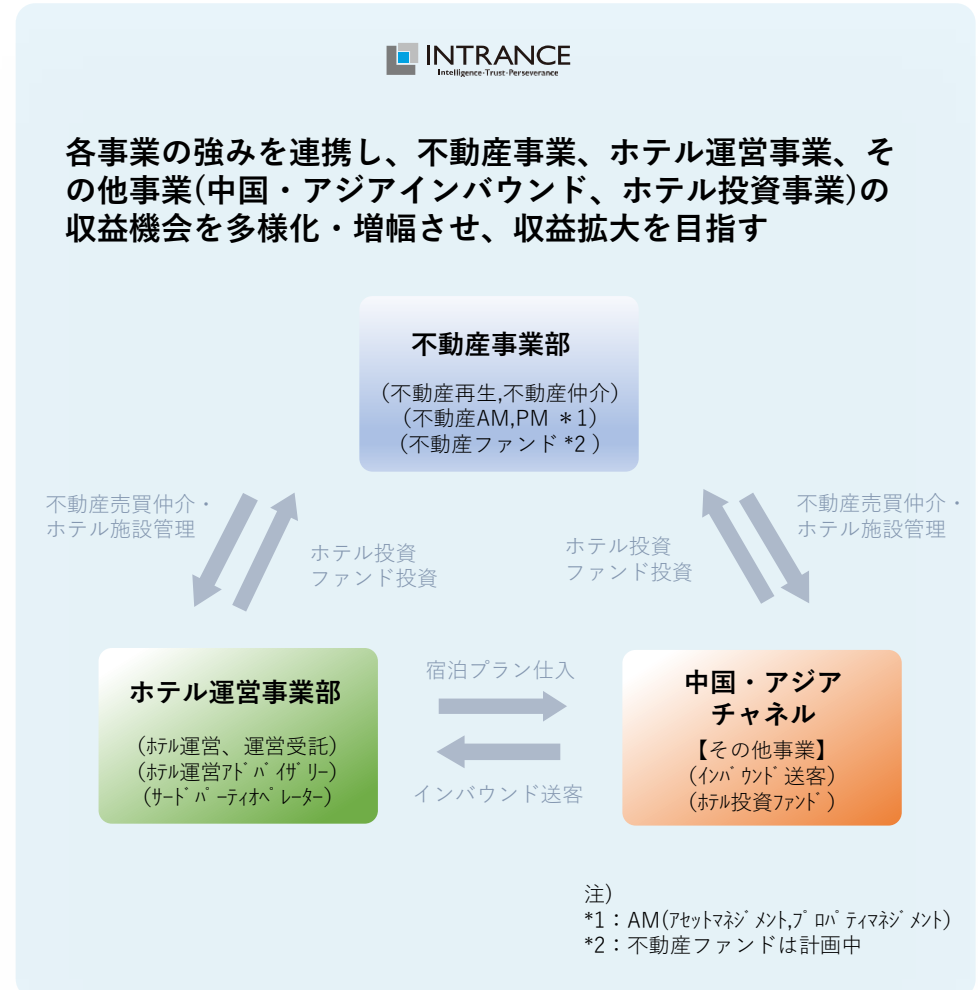 INTRANCE
Intelligence-Trust-Perseverance
各事業の強みを連携し、不動産事業、ホテル運営事業、そ
の他事業(中国・アジアインバウンド、ホテル投資事業)の
収益機会を多様化・増幅させ、収益拡大を目指す
不動産事業部
(不動産再生,不動産仲介)
(不動産AM,PM ＊1)
(不動産ファンド *2 )
不動産売買仲介・
ホテル施設管理
ホテル投資
ファンド投資
ホテル投資
ファンド投資
不動産売買仲介・
ホテル施設管理
ホテル運営事業部
(ﾎﾃﾙ運営、運営受託)
(ﾎﾃﾙ運営ｱﾄﾞﾊﾞｲｻﾞﾘｰ)
(ｻｰﾄﾞﾊﾟｰﾃｨｵﾍﾟﾚｰﾀｰ)
宿泊プラン仕入
インバウンド送客
中国・アジア
チャネル
【その他事業】
(ｲﾝﾊﾞｳﾝﾄﾞ送客)
(ﾎﾃﾙ投資ﾌｧﾝﾄﾞ)
注)
*1：AM(ｱｾｯﾄﾏﾈｼﾞﾒﾝﾄ,ﾌﾟﾛﾊﾟﾃｨﾏﾈｼﾞﾒﾝﾄ)
*2：不動産ファンドは計画中